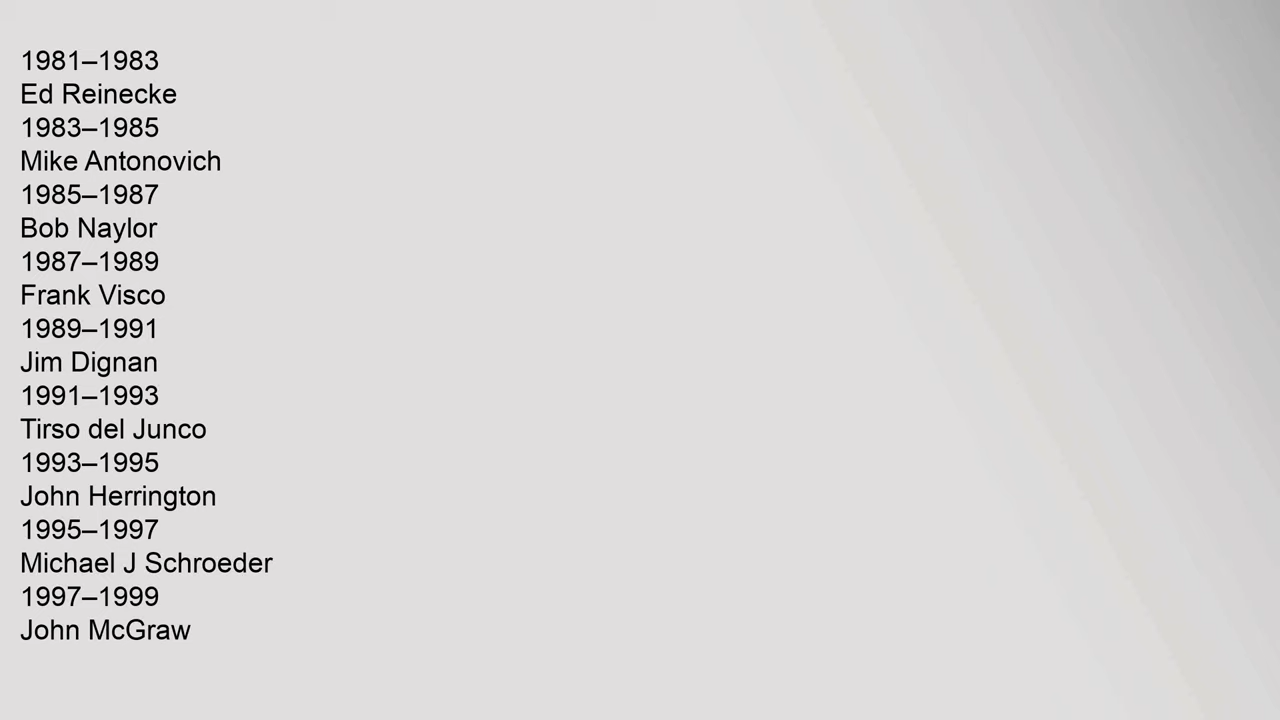 1981–1983
Ed Reinecke
1983–1985
Mike Antonovich
1985–1987
Bob Naylor
1987–1989
Frank Visco
1989–1991
Jim Dignan
1991–1993
Tirso del Junco
1993–1995
John Herrington
1995–1997
Michael J Schroeder
1997–1999
John McGraw